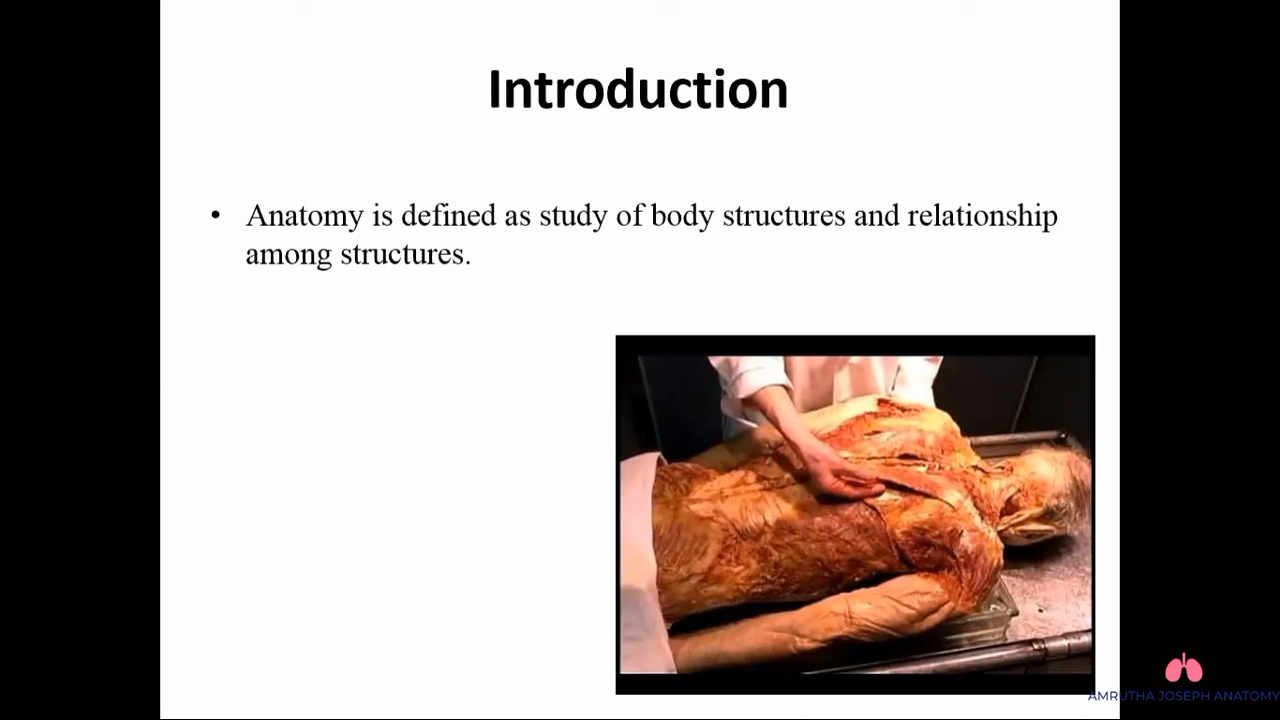 Introduction
• Anatomy is defined as study of body structures and relationship
among structures.
AMRUTHA JOSEPH ANATOMY